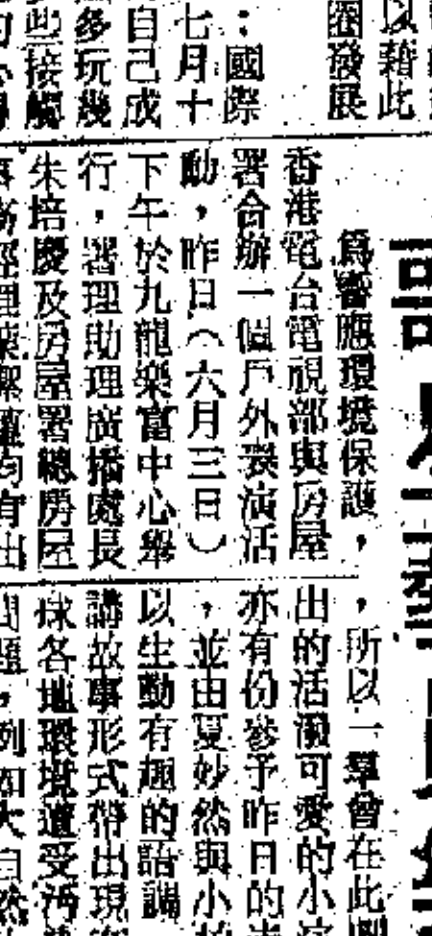 以藉此
圈發展
：國際
七月十
自己成
多玩幾
些接觸
爲響應環境保護，
香港電台電視部與房屋
署合辦一個戶外表演活
動，昨日（六月三日）
下午於九龍樂富中心舉
行，署理助理廣播處長
朱培慶及房屋署總房屋
，所以一羣曾在此
出的活潑可愛的小
亦有份參予昨日的
，並由夏妙然與小
以生動有趣的語調
講故事形式帶出現
球各地環境遭受污
問題，例如大自然